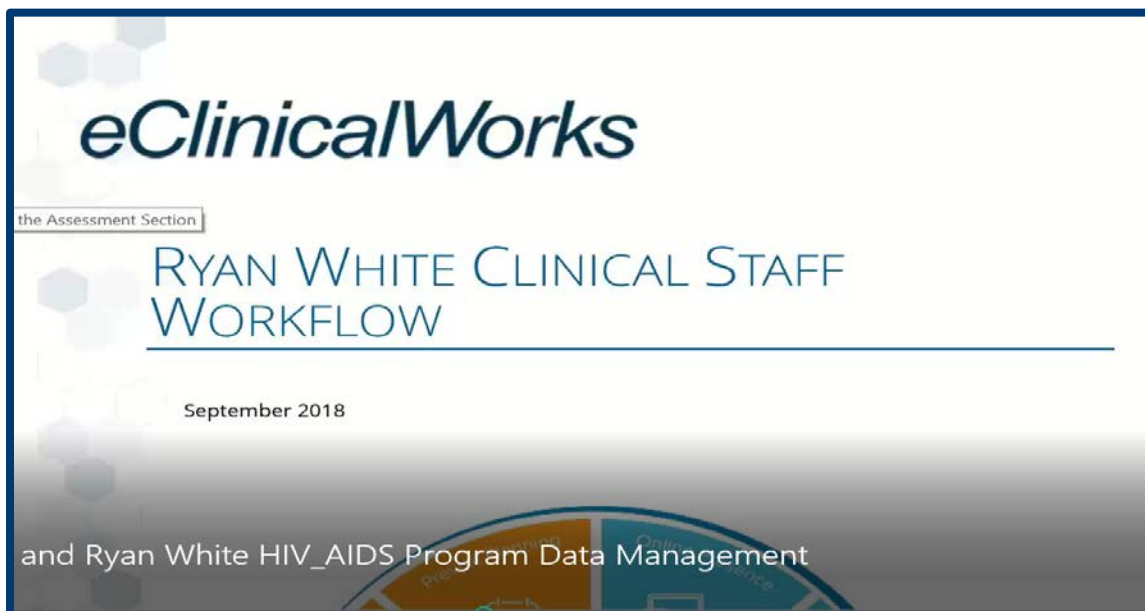 eClinicalWorks
the Assessment Section
RYAN WHITE CLINICAL STAFF
WORKFLOW
September 2018
and Ryan White HIV_AIDS Program Data Management